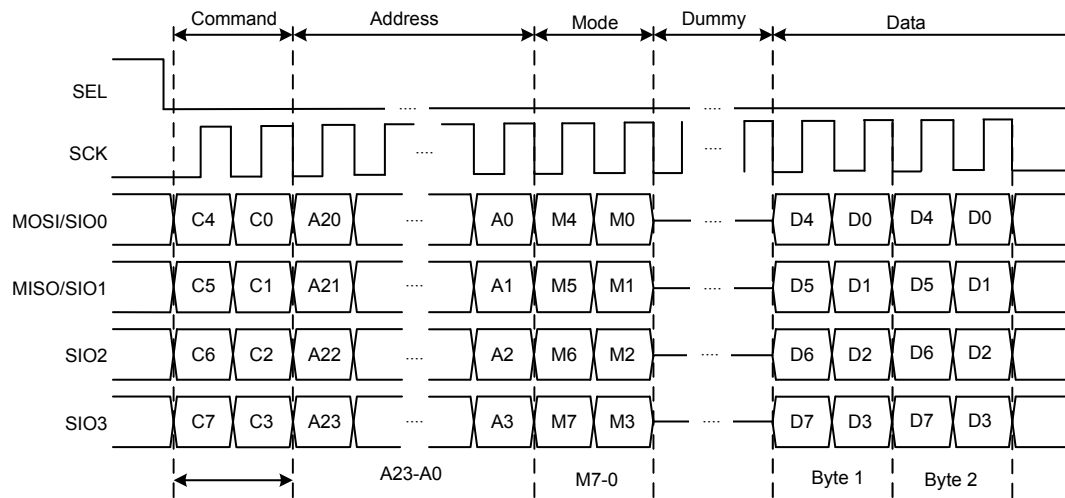 Command Address Mode Dummy Data
SEL ....
SCK .... ....
MOSI/SIO0 C4 C0 A20 .... A0 M4 M0 .... D4 D0 D4 D0
MISO/SIO1 C5 C1 A21 .... A1 M5 M1 .... D5 D1 D5 D1
SIO2 C6 C2 A22 .... A2 M6 M2 .... D6 D2 D6 D2
SIO3 C7 C3 A23 .... A3 M7 M3 .... D7 D3 D7 D3
A23-A0 M7-0 Byte 1 Byte 2